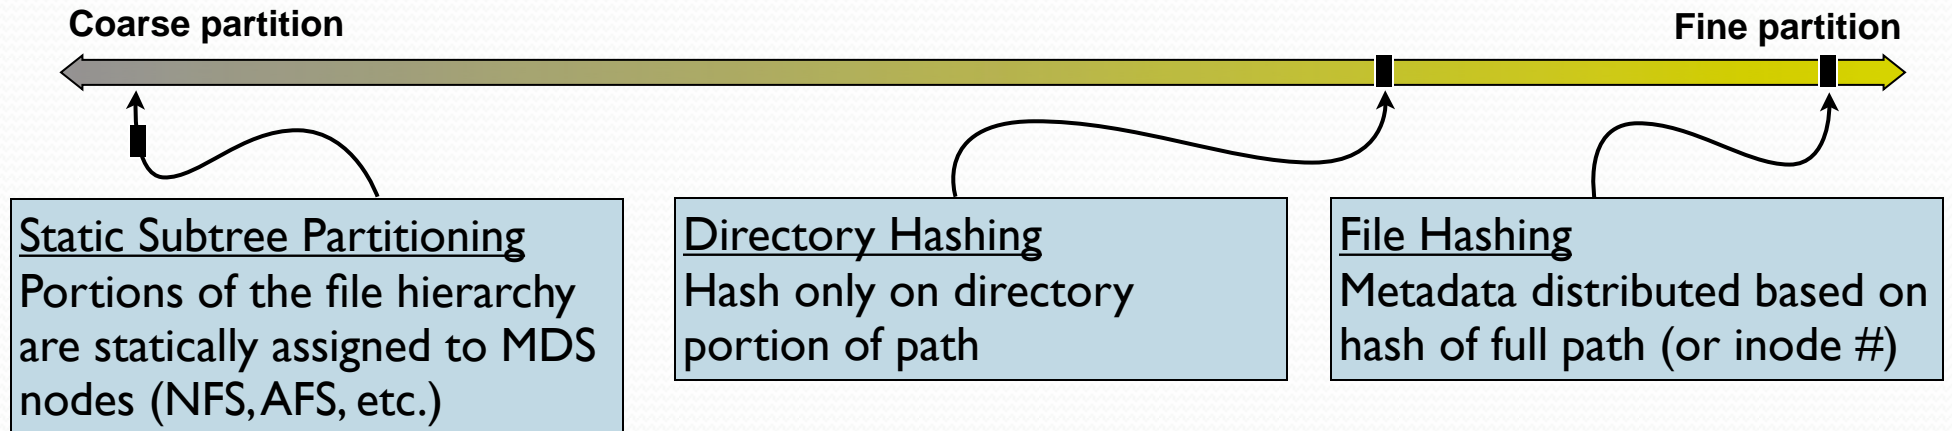 Coarse partition
Fine partition
Static Subtree Partitioning
Portions of the file hierarchy
are statically assigned to MDS
nodes (NFS, AFS, etc.)
Directory Hashing
Hash only on directory
portion of path
File Hashing
Metadata distributed based on
hash of full path (or inode #)